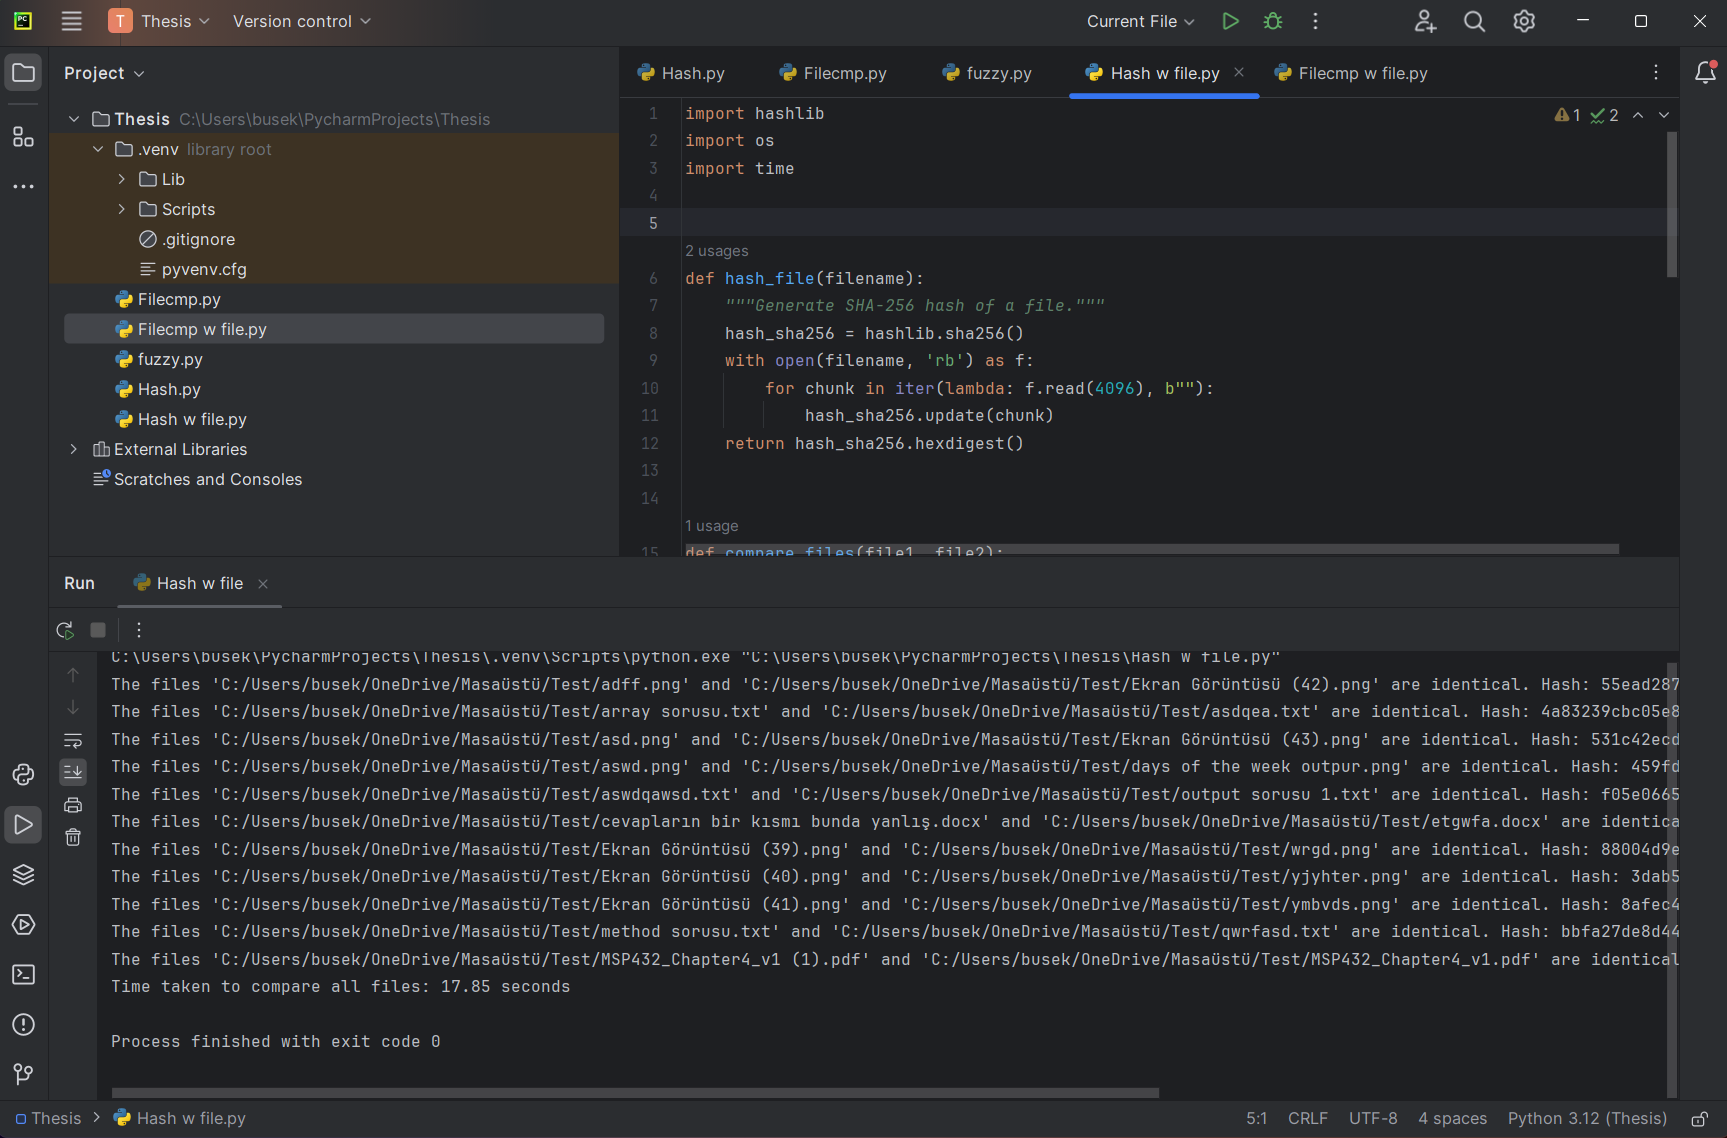 PC
T Thesis Version control Current File
Project
Thesis C:\Users\busek\PycharmProjects\Thesis
.venv library root
Lib
Scripts
.gitignore
pyvenv.cfg
Filecmp.py
Filecmp w file.py
fuzzy.py
Hash.py
Hash w file.py
External Libraries
Scratches and Consoles
Hash.py Filecmp.py fuzzy.py Hash w file.py Filecmp w file.py
1 2
1 import hashlib
2 import os
3 import time
4
5
2 usages
6 def hash_file(filename):
7 """Generate SHA-256 hash of a file."""
8 hash_sha256 = hashlib.sha256()
9 with open(filename, 'rb') as f:
10 for chunk in iter(lambda: f.read(4096), b""):
11 hash_sha256.update(chunk)
12 return hash_sha256.hexdigest()
13
14
1 usage
15 def compare_files(file1, file2):
Run Hash w file
C:\Users\busek\PycharmProjects\Thesis\.venv\Scripts\python.exe "C:\Users\busek\PycharmProjects\Thesis\Hash w file.py"
The files 'C:/Users/busek/OneDrive/Masaüstü/Test/adff.png' and 'C:/Users/busek/OneDrive/Masaüstü/Test/Ekran Görüntüsü (42).png' are identical. Hash: 55ead287
The files 'C:/Users/busek/OneDrive/Masaüstü/Test/array sorusu.txt' and 'C:/Users/busek/OneDrive/Masaüstü/Test/asdqea.txt' are identical. Hash: 4a83239cbc05e8
The files 'C:/Users/busek/OneDrive/Masaüstü/Test/asd.png' and 'C:/Users/busek/OneDrive/Masaüstü/Test/Ekran Görüntüsü (43).png' are identical. Hash: 531c42ecd
The files 'C:/Users/busek/OneDrive/Masaüstü/Test/aswd.png' and 'C:/Users/busek/OneDrive/Masaüstü/Test/days of the week outpur.png' are identical. Hash: 459fd
The files 'C:/Users/busek/OneDrive/Masaüstü/Test/aswdqawsd.txt' and 'C:/Users/busek/OneDrive/Masaüstü/Test/output sorusu 1.txt' are identical. Hash: f05e0665
The files 'C:/Users/busek/OneDrive/Masaüstü/Test/cevapların bir kısmı bunda yanlış.docx' and 'C:/Users/busek/OneDrive/Masaüstü/Test/etgwfa.docx' are identica
The files 'C:/Users/busek/OneDrive/Masaüstü/Test/Ekran Görüntüsü (39).png' and 'C:/Users/busek/OneDrive/Masaüstü/Test/wrgd.png' are identical. Hash: 88004d9e
The files 'C:/Users/busek/OneDrive/Masaüstü/Test/Ekran Görüntüsü (40).png' and 'C:/Users/busek/OneDrive/Masaüstü/Test/yjyhter.png' are identical. Hash: 3dab5
The files 'C:/Users/busek/OneDrive/Masaüstü/Test/Ekran Görüntüsü (41).png' and 'C:/Users/busek/OneDrive/Masaüstü/Test/ymbvds.png' are identical. Hash: 8afec4
The files 'C:/Users/busek/OneDrive/Masaüstü/Test/method sorusu.txt' and 'C:/Users/busek/OneDrive/Masaüstü/Test/qwrfasd.txt' are identical. Hash: bbfa27de8d44
The files 'C:/Users/busek/OneDrive/Masaüstü/Test/MSP432_Chapter4_v1 (1).pdf' and 'C:/Users/busek/OneDrive/Masaüstü/Test/MSP432_Chapter4_v1.pdf' are identical
Time taken to compare all files: 17.85 seconds
Process finished with exit code 0
Thesis Hash w file.py 5:1 CRLF UTF-8 4 spaces Python 3.12 (Thesis)